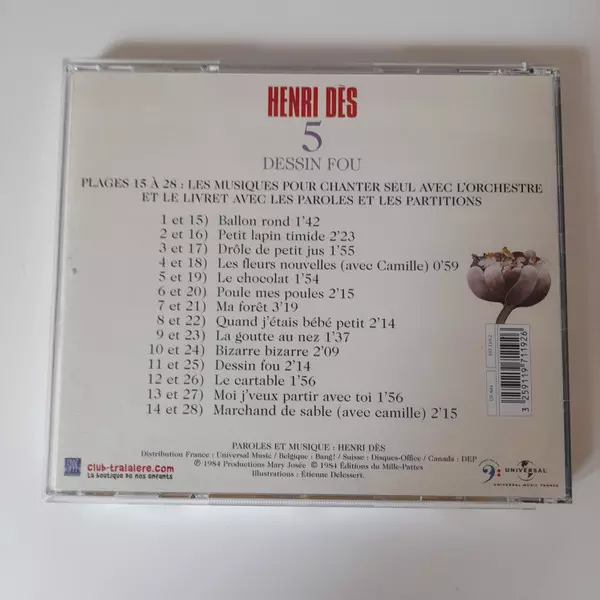 HENRI DÈS
5
DESSIN FOU
PLAGES 15 À 28 : LES MUSIQUES POUR CHANTER SEUL AVEC L'ORCHESTRE
ET LE LIVRET AVEC LES PAROLES ET LES PARTITIONS
1 et 15) Ballon rond 1'42
2 et 16) Petit lapin timide 2'23
3 et 17) Drôle de petit jus 1'55
4 et 18) Les fleurs nouvelles (avec Camille) 0'59
5 et 19) Le chocolat 1'54
6 et 20) Poule mes poules 2'15
7 et 21) Ma forêt 3'19
8 et 22) Quand j'étais bébé petit 2'14
9 et 23) La goutte au nez 1'37
10 et 24) Bizarre bizarre 2'09
11 et 25) Dessin fou 2'14
12 et 26) Le cartable 1'56
13 et 27) Moi j'veux partir avec toi 1'56
14 et 28) Marchand de sable (avec camille) 2'15
3 259119 711926
PAROLES ET MUSIQUE : HENRI DÈS
Distribution France : Universal Music / Belgique : Bang! / Suisse : Disques-Office / Canada : DEP
℗ 1984 Productions Mary Josée © 1984 Éditions du Mille-Pattes
Illustrations : Étienne Delessert.
club-tralalere.com
La boutique de nos enfants
UNIVERSAL
UNIVERSAL MUSIC FRANCE